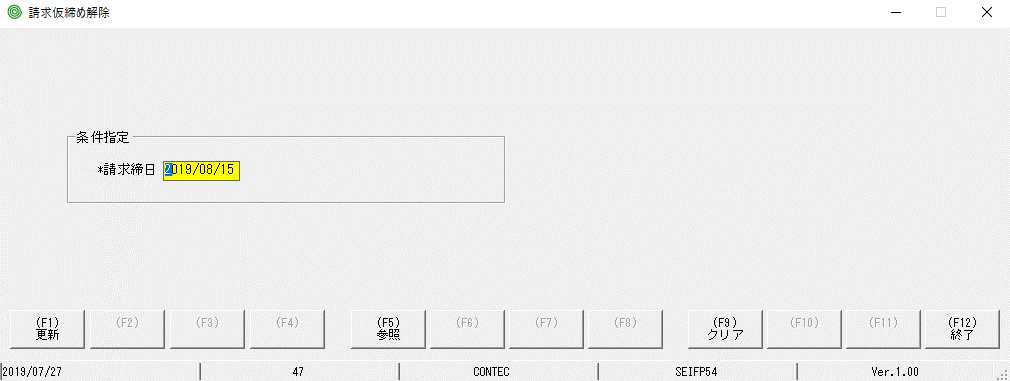 請求仮締め解除
条件指定
*請求締日 2019/08/15
(F1) (F2) (F3) (F4) (F5) (F6) (F7) (F8) (F9) (F10) (F11) (F12)
更新 参照 クリア 終了
2019/07/27 47 CONTEC SEIFP54 Ver.1.00